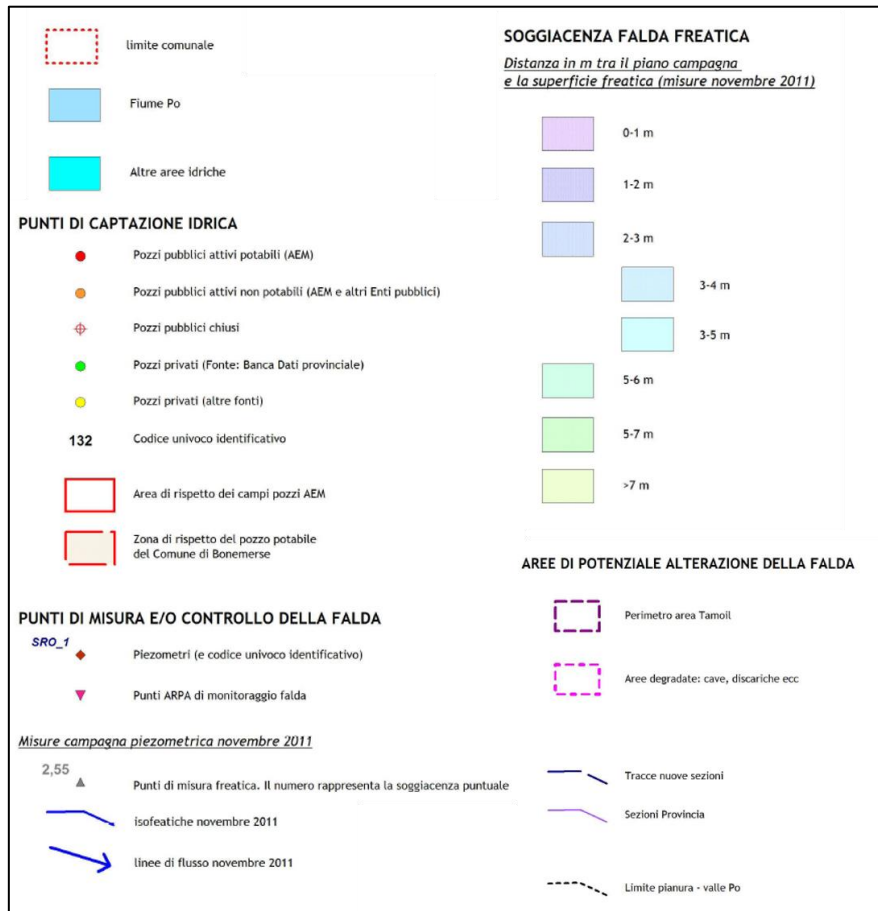 limite comunale
Fiume Po
Altre aree idriche
PUNTI DI CAPTAZIONE IDRICA
Pozzi pubblici attivi potabili (AEM)
Pozzi pubblici attivi non potabili (AEM e altri Enti pubblici)
Pozzi pubblici chiusi
Pozzi privati (Fonte: Banca Dati provinciale)
Pozzi privati (altre fonti)
132 Codice univoco identificativo
Area di rispetto dei campi pozzi AEM
Zona di rispetto del pozzo potabile
del Comune di Bonemerse
PUNTI DI MISURA E/O CONTROLLO DELLA FALDA
SRO_1
Piezometri (e codice univoco identificativo)
Punti ARPA di monitoraggio falda
Misure campagna piezometrica novembre 2011
2,55
Punti di misura freatica. Il numero rappresenta la soggiacenza puntuale
isofeatiche novembre 2011
linee di flusso novembre 2011
SOGGIACENZA FALDA FREATICA
Distanza in m tra il piano campagna
e la superficie freatica (misure novembre 2011)
0-1 m
1-2 m
2-3 m
3-4 m
3-5 m
5-6 m
5-7 m
>7 m
AREE DI POTENZIALE ALTERAZIONE DELLA FALDA
Perimetro area Tamoil
Aree degradate: cave, discariche ecc
Tracce nuove sezioni
Sezioni Provincia
Limite pianura - valle Po